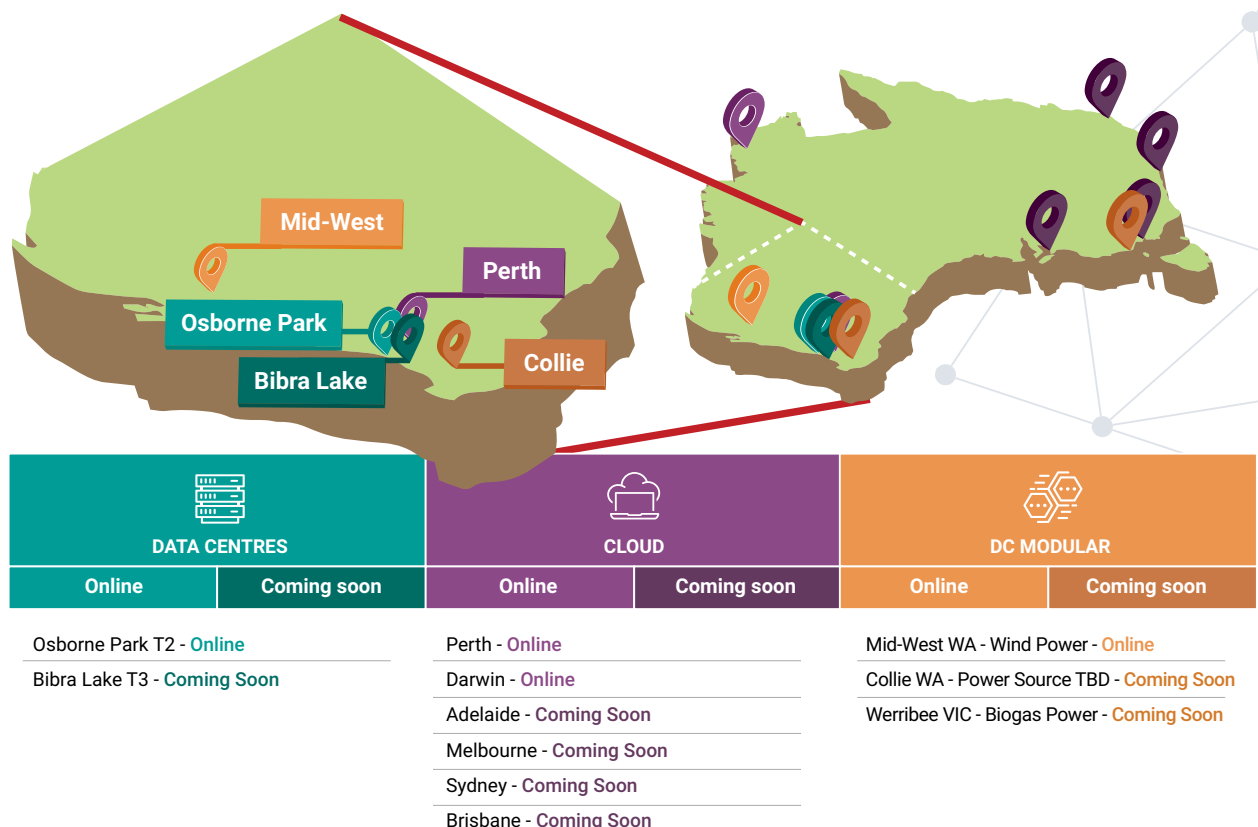 Mid-West
Perth
Osborne Park
Bibra Lake
Collie
DATA CENTRES
CLOUD
DC MODULAR
Online
Coming soon
Online
Coming soon
Online
Coming soon
Osborne Park T2 - Online
Bibra Lake T3 - Coming Soon
Perth - Online
Darwin - Online
Adelaide - Coming Soon
Melbourne - Coming Soon
Sydney - Coming Soon
Brisbane - Coming Soon
Mid-West WA - Wind Power - Online
Collie WA - Power Source TBD - Coming Soon
Werribee VIC - Biogas Power - Coming Soon